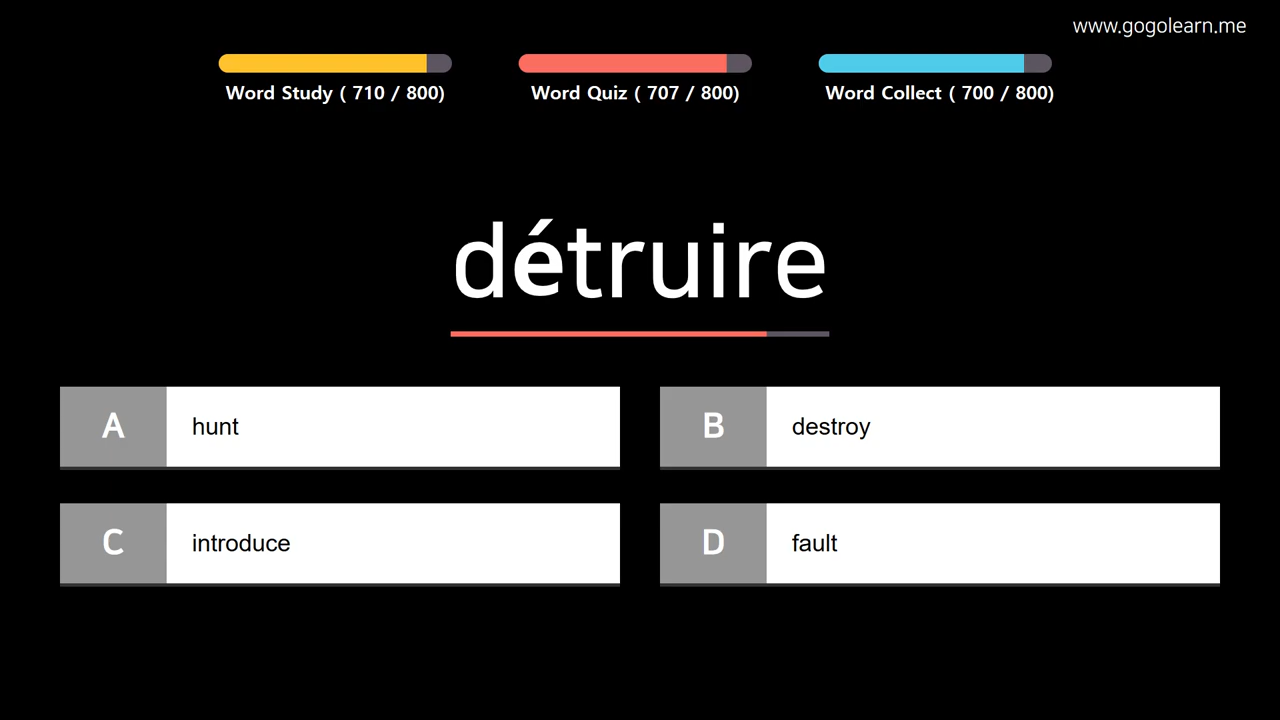 www.gogolearn.me
Word Study ( 710 / 800)
Word Quiz ( 707 / 800)
Word Collect ( 700 / 800)
détruire
A hunt
B destroy
C introduce
D fault